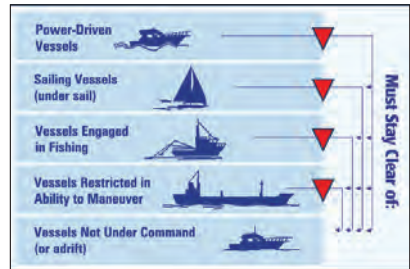 Power-Driven
Vessels
Sailing Vessels
(under sail)
Vessels Engaged
in Fishing
Vessels Restricted in
Ability to Maneuver
Vessels Not Under Command
(or adrift)
Must Stay Clear of: